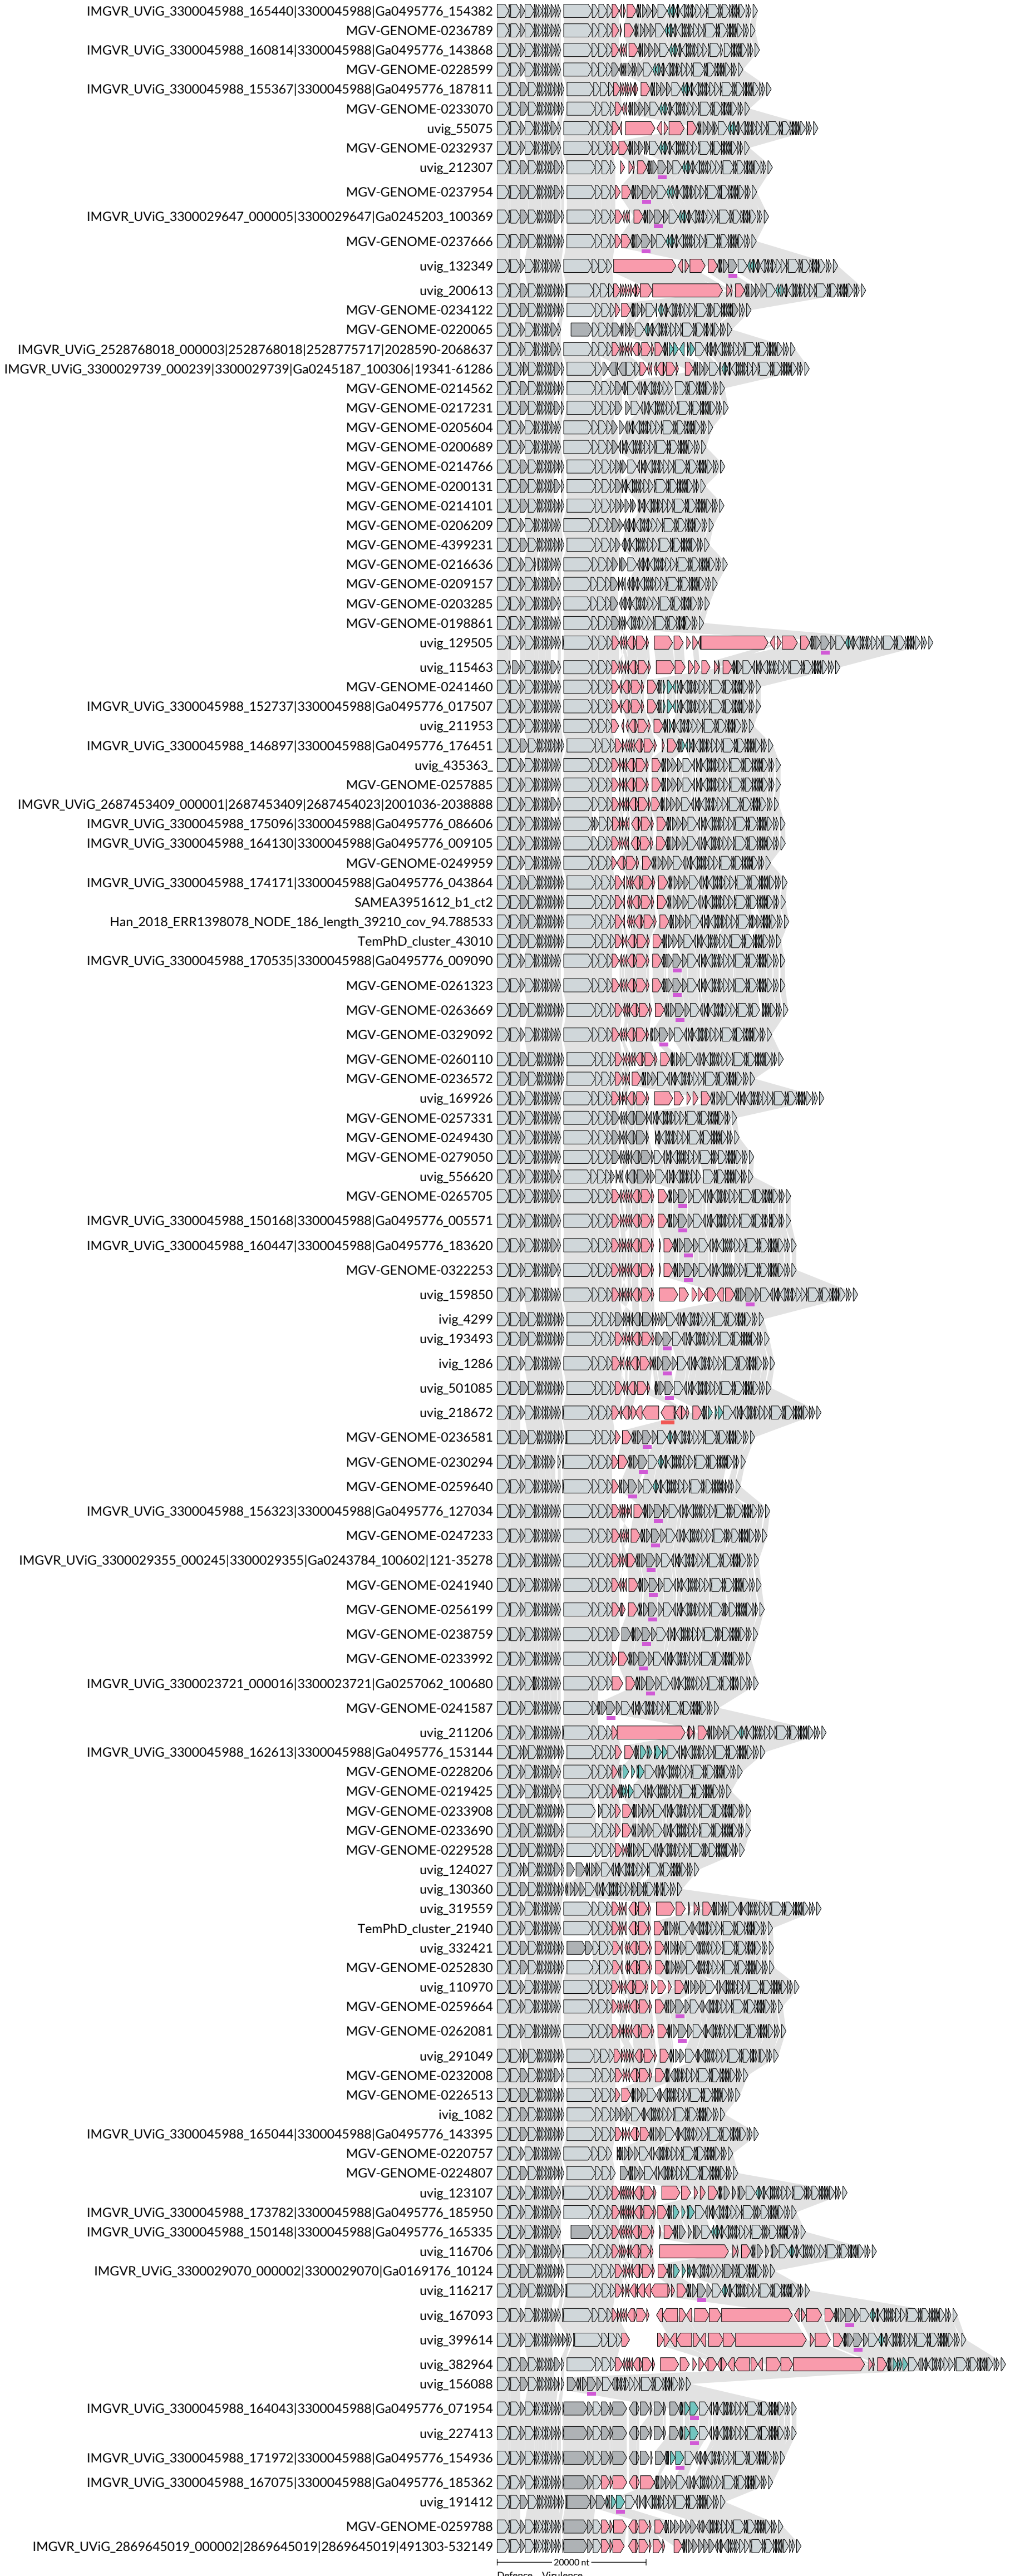 IMGVR_UViG_3300045988_165440|3300045988|Ga0495776_154382
MGV-GENOME-0236789
IMGVR_UViG_3300045988_160814|3300045988|Ga0495776_143868
MGV-GENOME-0228599
IMGVR_UViG_3300045988_155367|3300045988|Ga0495776_187811
MGV-GENOME-0233070
uvig_55075
MGV-GENOME-0232937
uvig_212307
MGV-GENOME-0237954
IMGVR_UViG_3300029647_000005|3300029647|Ga0245203_100369
MGV-GENOME-0237666
uvig_132349
uvig_200613
MGV-GENOME-0234122
MGV-GENOME-0220065
IMGVR_UViG_2528768018_000003|2528768018|2528775717|2028590-2068637
IMGVR_UViG_3300029739_000239|3300029739|Ga0245187_100306|19341-61286
MGV-GENOME-0214562
MGV-GENOME-0217231
MGV-GENOME-0205604
MGV-GENOME-0200689
MGV-GENOME-0214766
MGV-GENOME-0200131
MGV-GENOME-0214101
MGV-GENOME-0206209
MGV-GENOME-4399231
MGV-GENOME-0216636
MGV-GENOME-0209157
MGV-GENOME-0203285
MGV-GENOME-0198861
uvig_129505
uvig_115463
MGV-GENOME-0241460
IMGVR_UViG_3300045988_152737|3300045988|Ga0495776_017507
uvig_211953
IMGVR_UViG_3300045988_146897|3300045988|Ga0495776_176451
uvig_435363_
MGV-GENOME-0257885
IMGVR_UViG_2687453409_000001|2687453409|2687454023|2001036-2038888
IMGVR_UViG_3300045988_175096|3300045988|Ga0495776_086606
IMGVR_UViG_3300045988_164130|3300045988|Ga0495776_009105
MGV-GENOME-0249959
IMGVR_UViG_3300045988_174171|3300045988|Ga0495776_043864
SAMEA3951612_b1_ct2
Han_2018_ERR1398078_NODE_186_length_39210_cov_94.788533
TemPhD_cluster_43010
IMGVR_UViG_3300045988_170535|3300045988|Ga0495776_009090
MGV-GENOME-0261323
MGV-GENOME-0263669
MGV-GENOME-0329092
MGV-GENOME-0260110
MGV-GENOME-0236572
uvig_169926
MGV-GENOME-0257331
MGV-GENOME-0249430
MGV-GENOME-0279050
uvig_556620
MGV-GENOME-0265705
IMGVR_UViG_3300045988_150168|3300045988|Ga0495776_005571
IMGVR_UViG_3300045988_160447|3300045988|Ga0495776_183620
MGV-GENOME-0322253
uvig_159850
ivig_4299
uvig_193493
ivig_1286
uvig_501085
uvig_218672
MGV-GENOME-0236581
MGV-GENOME-0230294
MGV-GENOME-0259640
IMGVR_UViG_3300045988_156323|3300045988|Ga0495776_127034
MGV-GENOME-0247233
IMGVR_UViG_3300029355_000245|3300029355|Ga0243784_100602|121-35278
MGV-GENOME-0241940
MGV-GENOME-0256199
MGV-GENOME-0238759
MGV-GENOME-0233992
IMGVR_UViG_3300023721_000016|3300023721|Ga0257062_100680
MGV-GENOME-0241587
uvig_211206
IMGVR_UViG_3300045988_162613|3300045988|Ga0495776_153144
MGV-GENOME-0228206
MGV-GENOME-0219425
MGV-GENOME-0233908
MGV-GENOME-0233690
MGV-GENOME-0229528
uvig_124027
uvig_130360
uvig_319559
TemPhD_cluster_21940
uvig_332421
MGV-GENOME-0252830
uvig_110970
MGV-GENOME-0259664
MGV-GENOME-0262081
uvig_291049
MGV-GENOME-0232008
MGV-GENOME-0226513
ivig_1082
IMGVR_UViG_3300045988_165044|3300045988|Ga0495776_143395
MGV-GENOME-0220757
MGV-GENOME-0224807
uvig_123107
IMGVR_UViG_3300045988_173782|3300045988|Ga0495776_185950
IMGVR_UViG_3300045988_150148|3300045988|Ga0495776_165335
uvig_116706
IMGVR_UViG_3300029070_000002|3300029070|Ga0169176_10124
uvig_116217
uvig_167093
uvig_399614
uvig_382964
uvig_156088
IMGVR_UViG_3300045988_164043|3300045988|Ga0495776_071954
uvig_227413
IMGVR_UViG_3300045988_171972|3300045988|Ga0495776_154936
IMGVR_UViG_3300045988_167075|3300045988|Ga0495776_185362
uvig_191412
MGV-GENOME-0259788
IMGVR_UViG_2869645019_000002|2869645019|2869645019|491303-532149
20000 nt
Defence Virulence